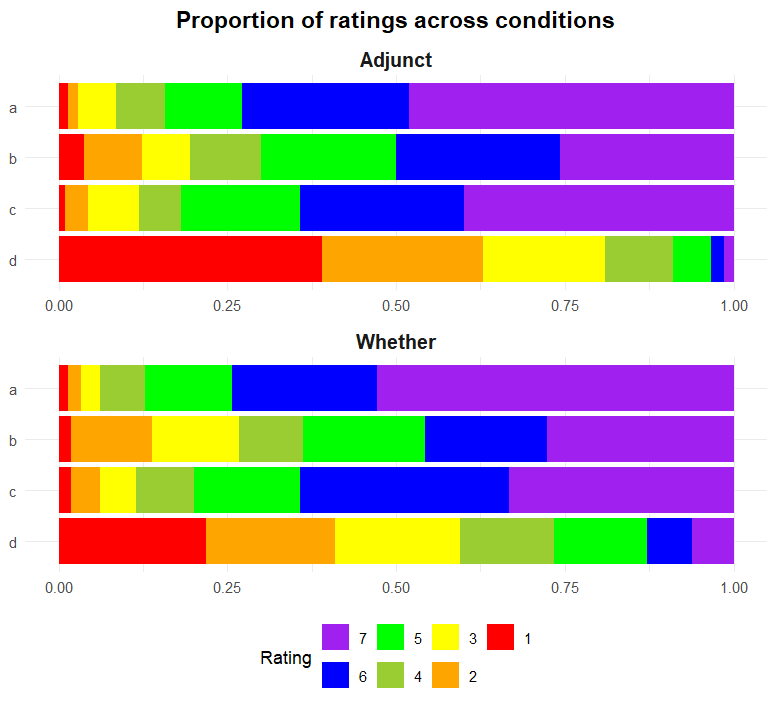 Proportion of ratings across conditions
Adjunct
a
b
c
d
0.00 0.25 0.50 0.75 1.00
Whether
a
b
c
d
0.00 0.25 0.50 0.75 1.00
Rating 7 5 3 1
6 4 2